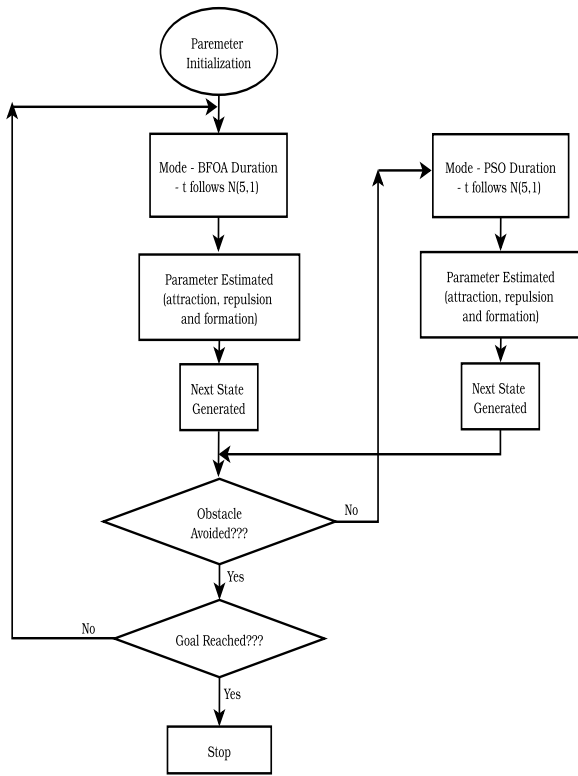 Paremeter
Initialization
Mode - BFOA Duration
- t follows N(5,1)
Mode - PSO Duration
- t follows N(5,1)
Parameter Estimated
(attraction, repulsion
and formation)
Parameter Estimated
(attraction, repulsion
and formation)
Next State
Generated
Next State
Generated
Obstacle
Avoided???
No
Yes
Goal Reached???
No
Yes
Stop